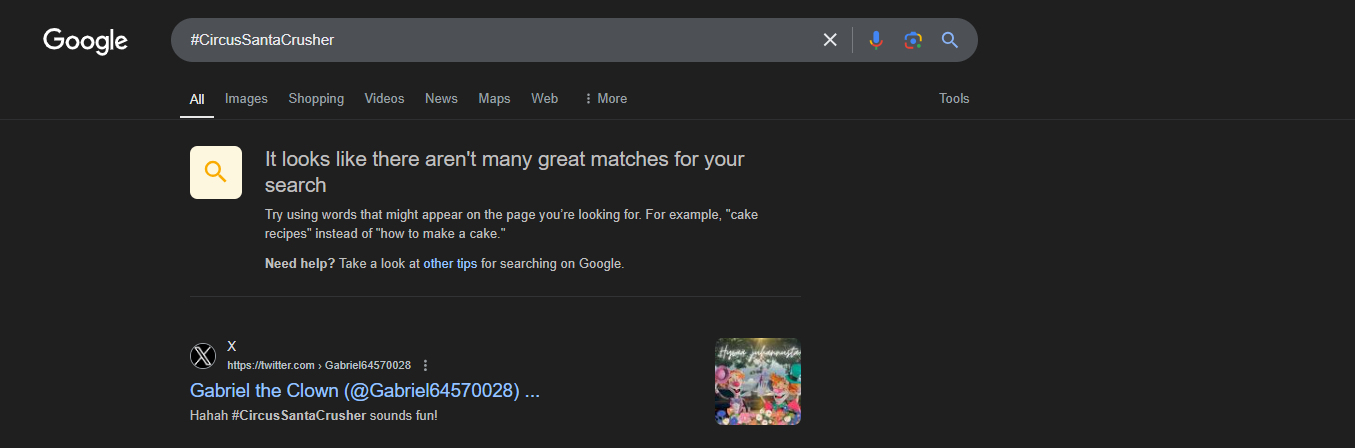 Google
#CircusSantaCrusher
All Images Shopping Videos News Maps Web More Tools
It looks like there aren't many great matches for your
search
Try using words that might appear on the page you're looking for. For example, "cake
recipes" instead of "how to make a cake."
Need help? Take a look at other tips for searching on Google.
X
https://twitter.com › Gabriel64570028
Gabriel the Clown (@Gabriel64570028) ...
Hahah #CircusSantaCrusher sounds fun!